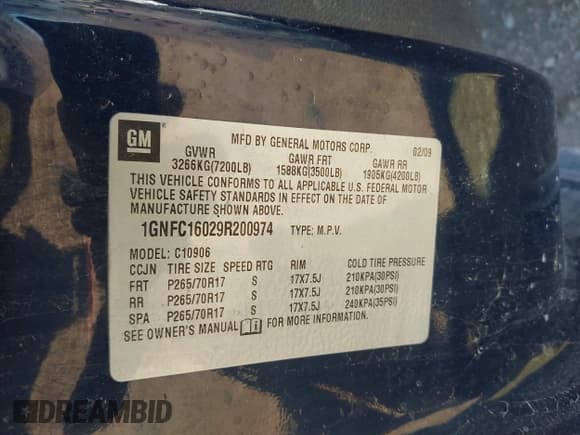 GM
®
MFD BY GENERAL MOTORS CORP. 02/09
GVWR GAWR FRT GAWR RR
3266KG(7200LB) 1588KG(3500LB) 1905KG(4200LB)
THIS VEHICLE CONFORMS TO ALL APPLICABLE U.S. FEDERAL MOTOR
VEHICLE SAFETY STANDARDS IN EFFECT ON THE DATE OF
MANUFACTURE SHOWN ABOVE.
1GNFC16029R200974 TYPE: M.P.V.
MODEL: C10906
CCJN TIRE SIZE SPEED RTG RIM COLD TIRE PRESSURE
FRT P265/70R17 S 17X7.5J 210KPA(30PSI)
RR P265/70R17 S 17X7.5J 210KPA(30PSI)
SPA P265/70R17 S 17X7.5J 240KPA(35PSI)
SEE OWNER'S MANUAL FOR MORE INFORMATION.
DREAMBID